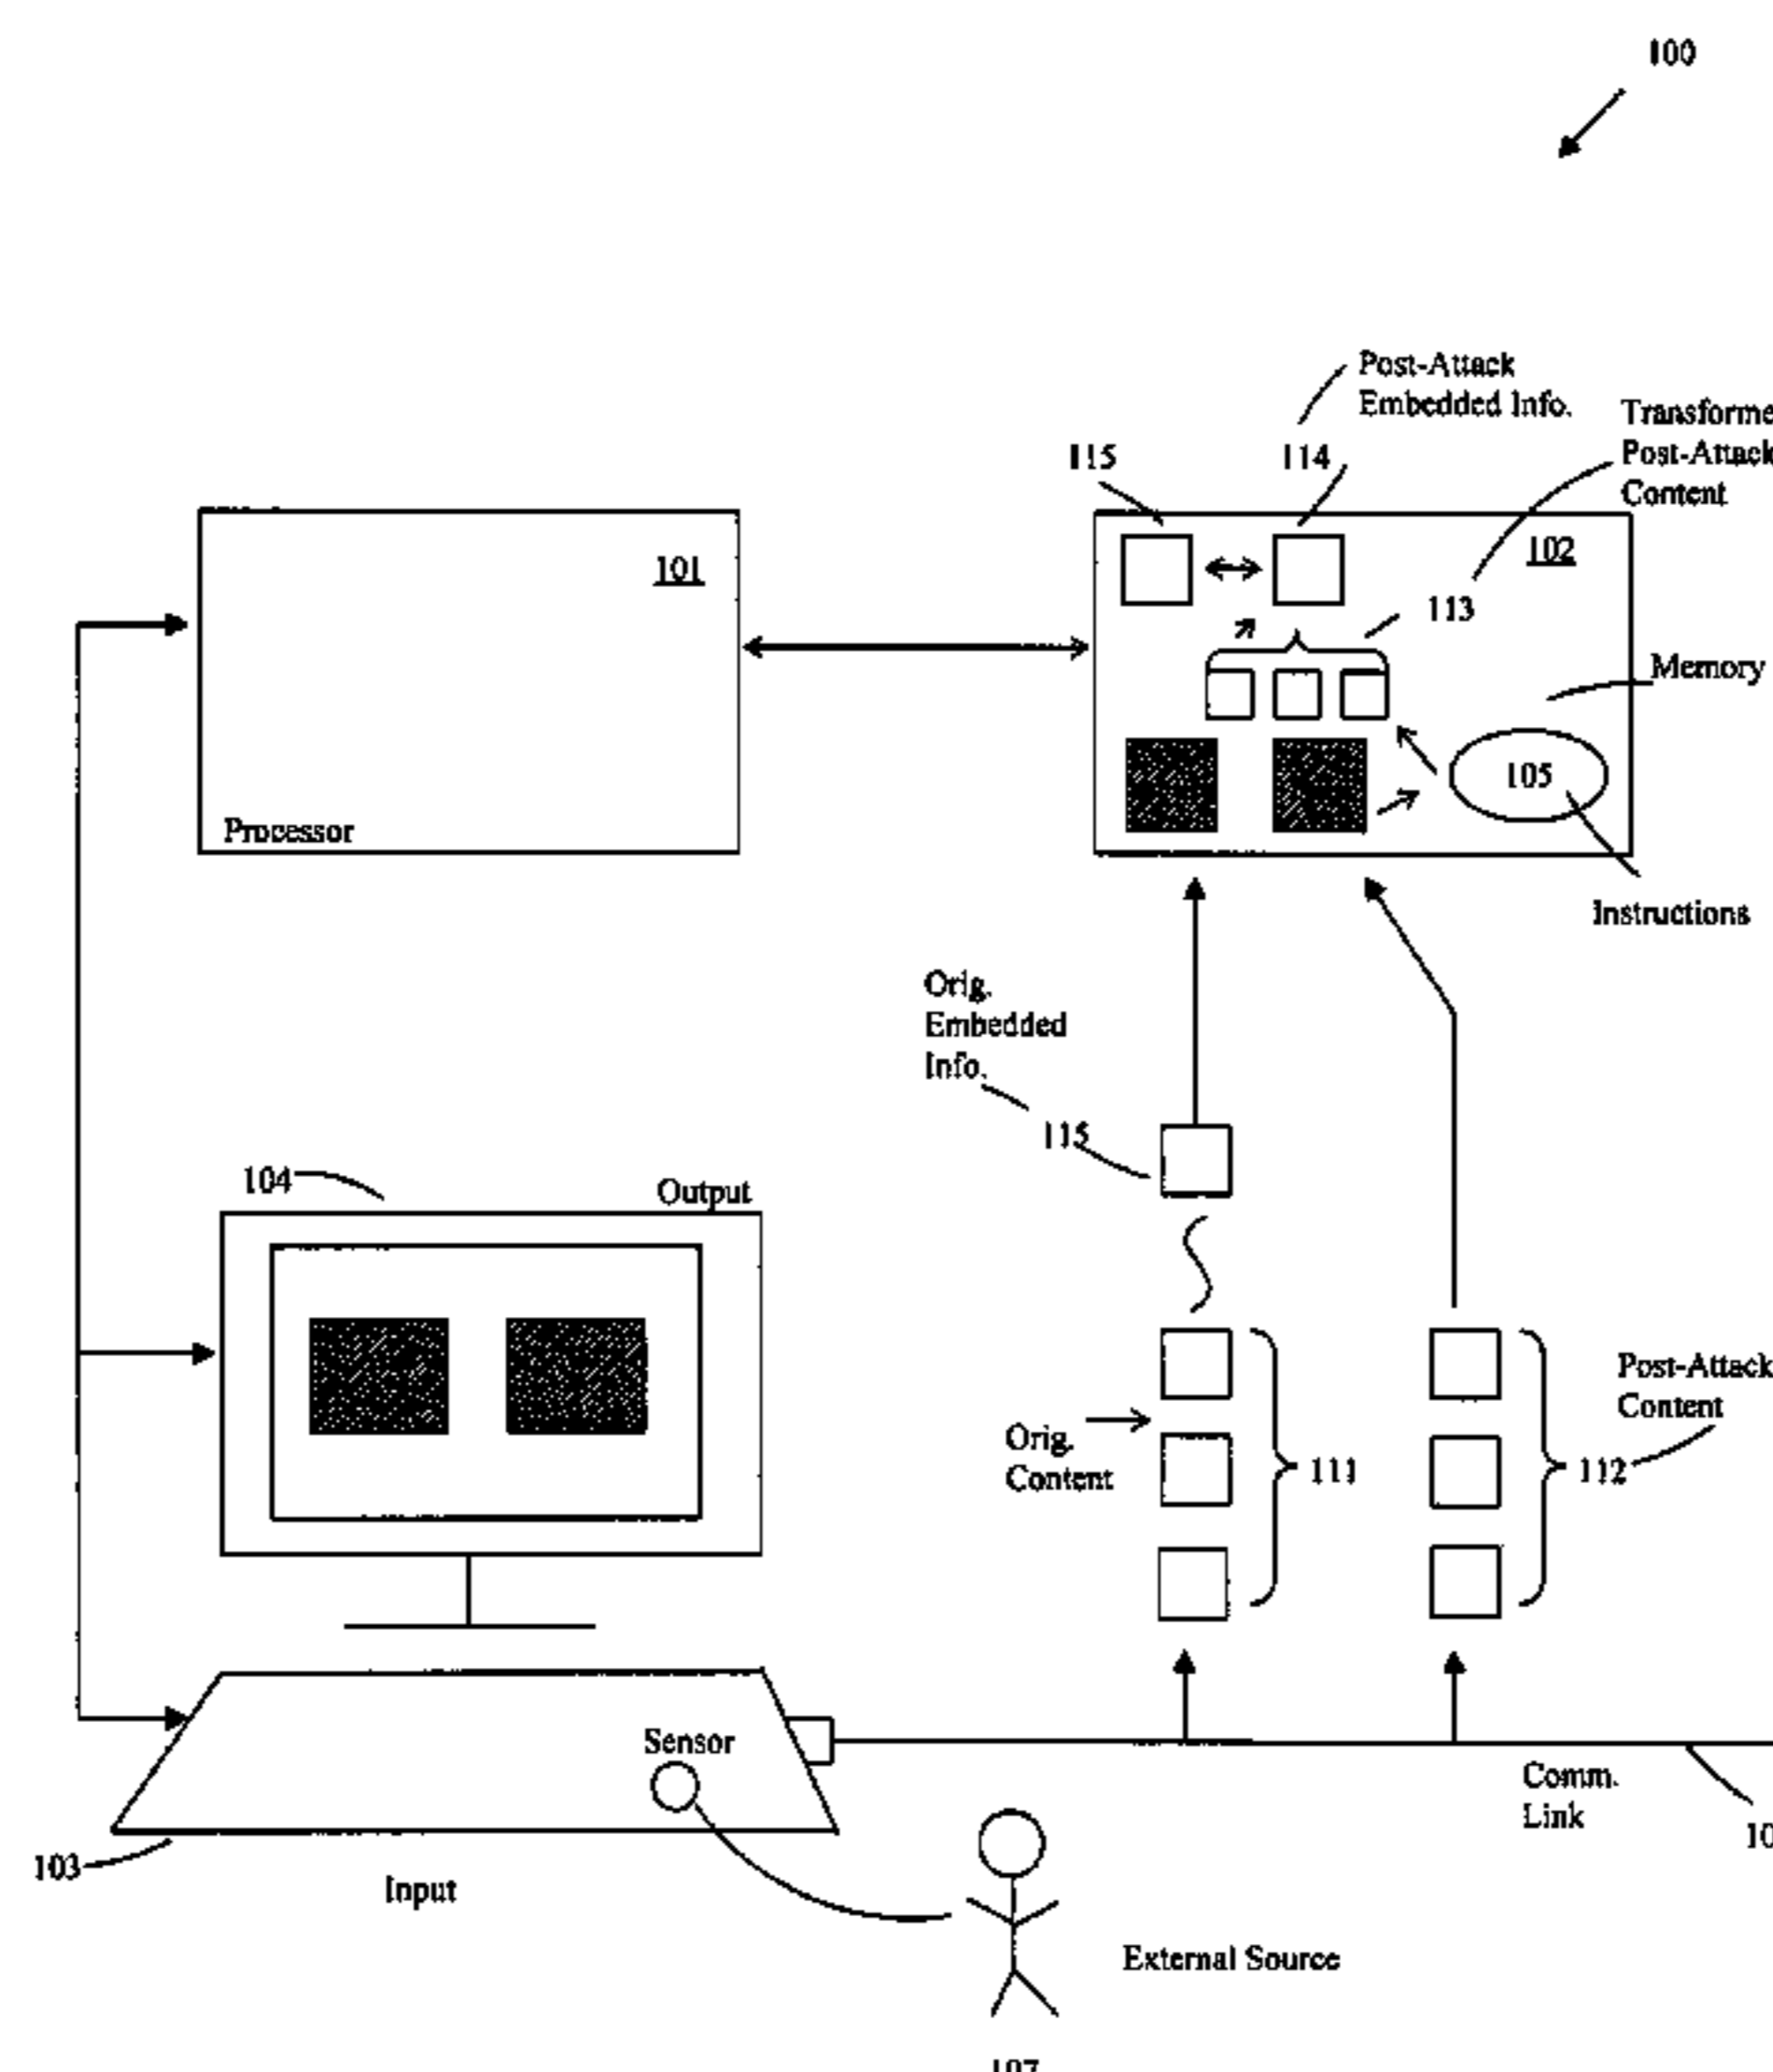 100
Post-Attack
Embedded Info.
Transforme
Post-Attack
Content
115
114
101
102
113
Memory
105
Processor
Instructions
Orig.
Embedded
Info.
115
104
Output
Post-Attack
Content
Orig.
Content
111
112
Sensor
Comm.
Link
10
103
Input
External Source
107